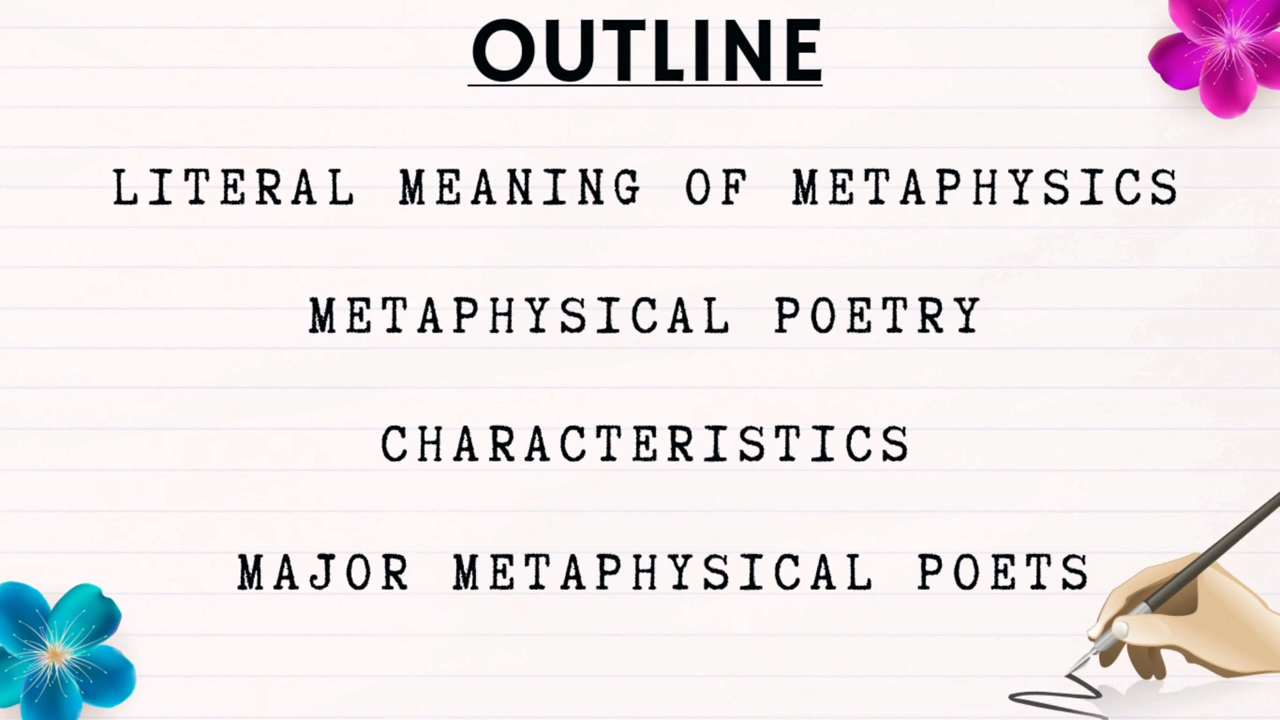 OUTLINE
LITERAL MEANING OF METAPHYSICS
METAPHYSICAL POETRY
CHARACTERISTICS
MAJOR METAPHYSICAL POETS